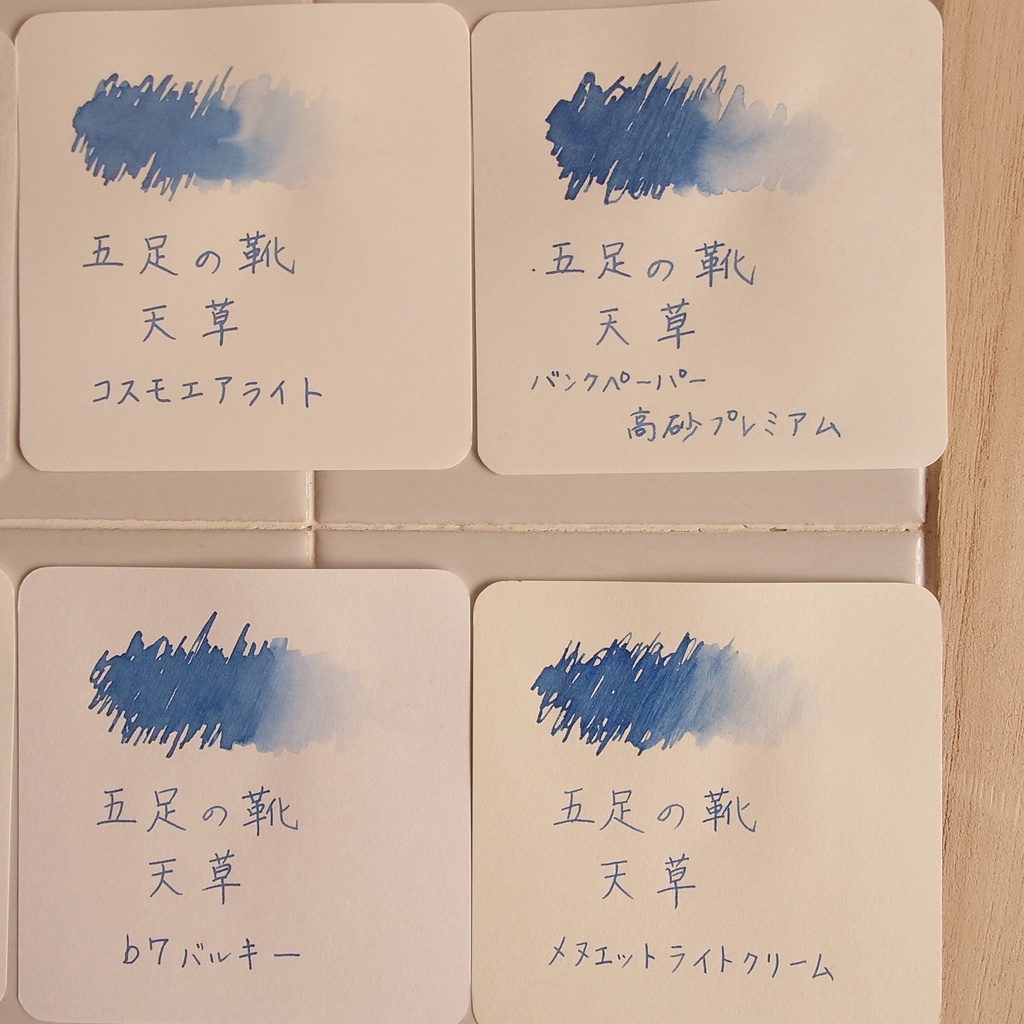 五足の靴
天草
コスモエアライト
五足の靴
天草
バンクペーパー
高砂プレミアム
五足の靴
天草
b7バルキー
五足の靴
天草
メヌエットライトクリーム